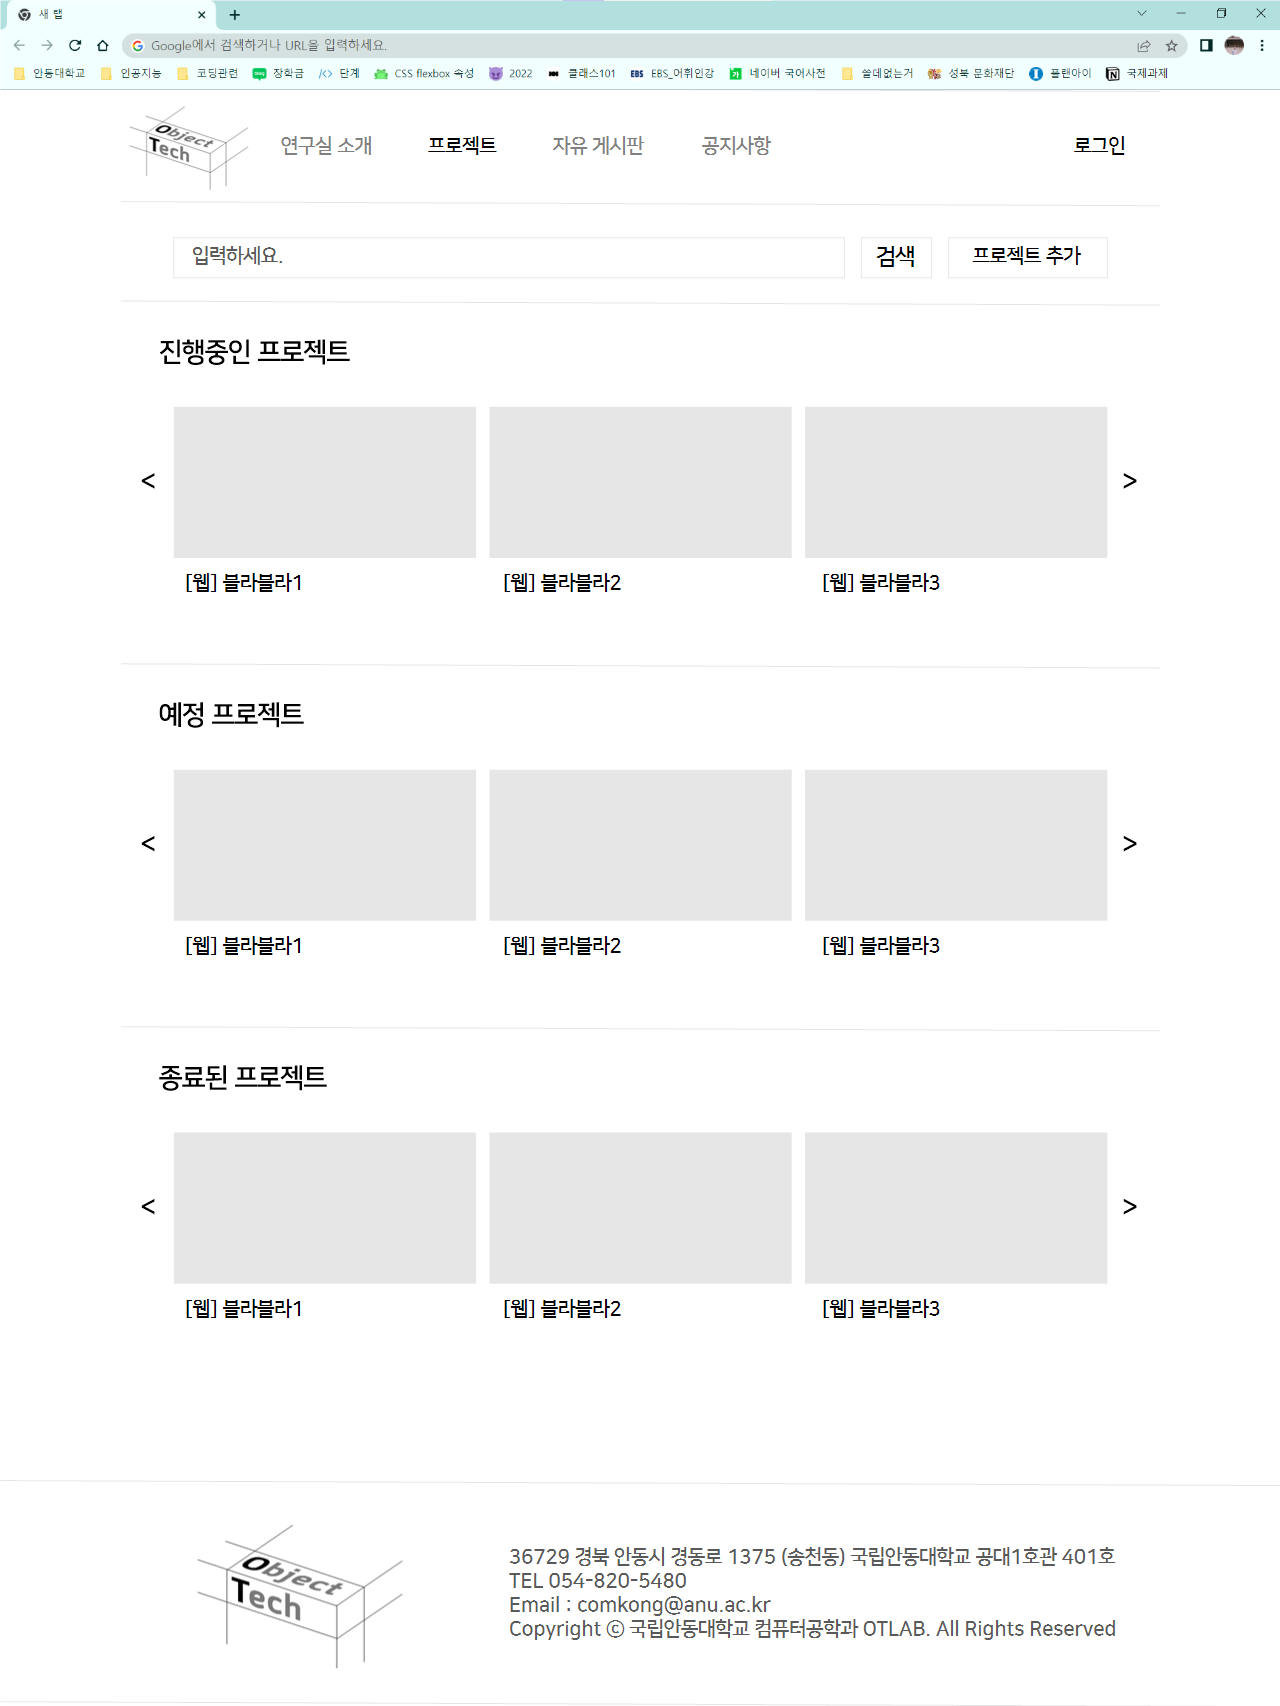 새 탭
Google에서 검색하거나 URL을 입력하세요.
안동대학교 인공지능 코딩관련 장학금 단계 CSS flexbox 속성 2022 클래스101 EBS EBS_어휘인강 네이버 국어사전 쓸데없는거 성북 문화재단 플랜아이 국제과제
Object
Tech
연구실 소개 프로젝트 자유 게시판 공지사항 로그인
입력하세요. 검색 프로젝트 추가
진행중인 프로젝트
< >
[웹] 블라블라1 [웹] 블라블라2 [웹] 블라블라3
예정 프로젝트
< >
[웹] 블라블라1 [웹] 블라블라2 [웹] 블라블라3
종료된 프로젝트
< >
[웹] 블라블라1 [웹] 블라블라2 [웹] 블라블라3
Object
Tech
36729 경북 안동시 경동로 1375 (송천동) 국립안동대학교 공대1호관 401호
TEL 054-820-5480
Email : comkong@anu.ac.kr
Copyright ⓒ 국립안동대학교 컴퓨터공학과 OTLAB. All Rights Reserved